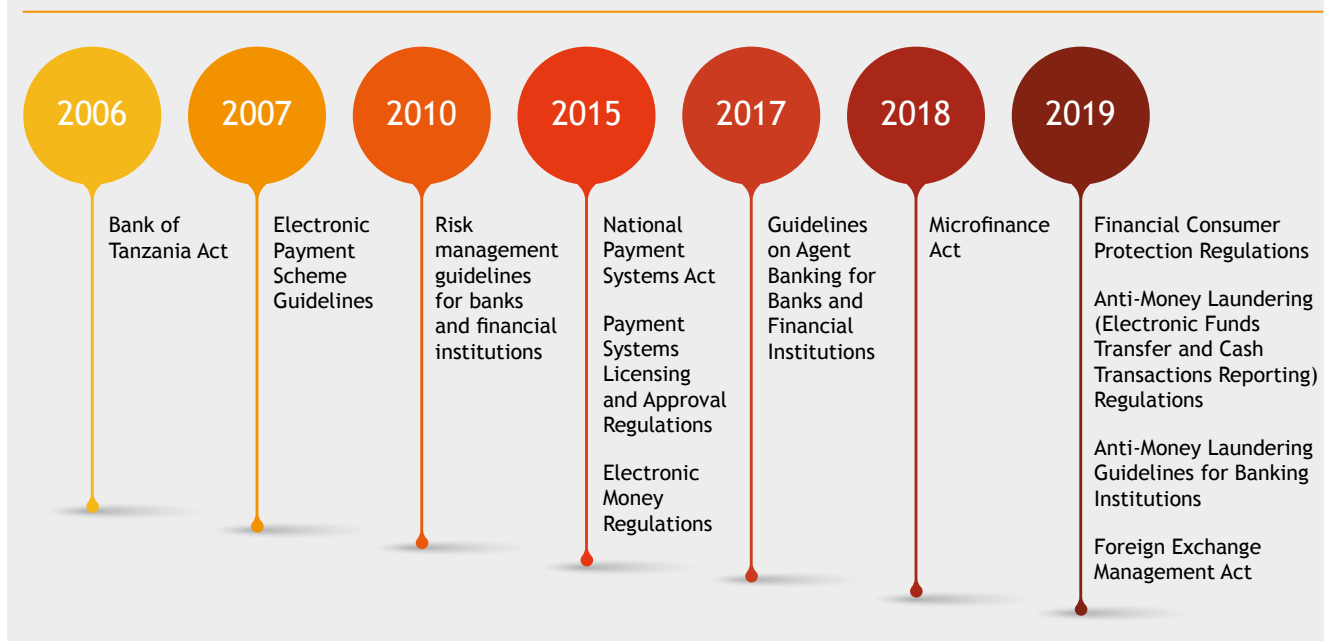 2006
Bank of
Tanzania Act
2007
Electronic
Payment
Scheme
Guidelines
2010
Risk
management
guidelines
for banks
and financial
institutions
2015
National
Payment
Systems Act
Payment
Systems
Licensing
and Approval
Regulations
Electronic
Money
Regulations
2017
Guidelines
on Agent
Banking for
Banks and
Financial
Institutions
2018
Microfinance
Act
2019
Financial Consumer
Protection Regulations
Anti-Money Laundering
(Electronic Funds
Transfer and Cash
Transactions Reporting)
Regulations
Anti-Money Laundering
Guidelines for Banking
Institutions
Foreign Exchange
Management Act